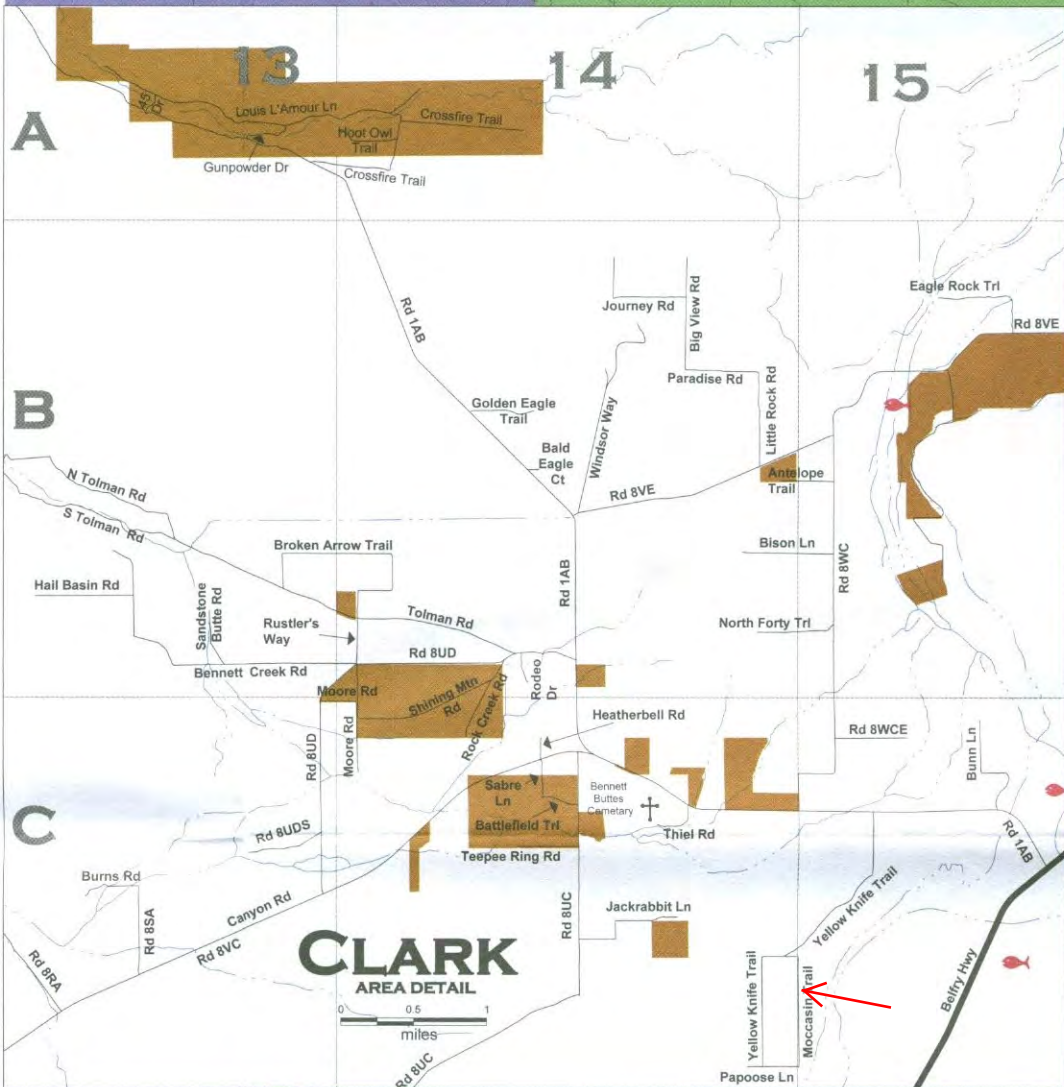 13
14
15
A
.45
Dr
Louis L'Amour Ln
Crossfire Trail
Hoot Owl
Trail
Gunpowder Dr
Crossfire Trail
Rd 1AB
Journey Rd
Big View Rd
Eagle Rock Trl
Rd 8VE
Paradise Rd
Little Rock Rd
B
Golden Eagle
Trail
Windsor Way
Bald
Eagle
Ct
Antelope
Trail
Rd 8VE
N Tolman Rd
S Tolman Rd
Broken Arrow Trail
Bison Ln
Rd 8WC
Rd 1AB
Hail Basin Rd
Sandstone
Butte Rd
Rustler's
Way
Tolman Rd
North Forty Trl
Rd 8UD
Bennett Creek Rd
Rodeo
Dr
Moore Rd
Shining Mtn
Rd
Rock Creek Rd
Heatherbell Rd
Rd 8UD
Moore Rd
Rd 8WCE
Bunn Ln
Sabre
Ln
Bennett
Buttes
Cemetary
C
Battlefield Trl
Thiel Rd
Rd 8UDS
Teepee Ring Rd
Rd 1AB
Burns Rd
Yellow Knife Trail
Canyon Rd
Rd 8SA
Rd 8VC
Rd 8UC
Jackrabbit Ln
Rd 8RA
CLARK
AREA DETAIL
0 0.5 1
miles
Yellow Knife Trail
Moccasin Trail
Belfry Hwy
Rd 8UC
Papoose Ln